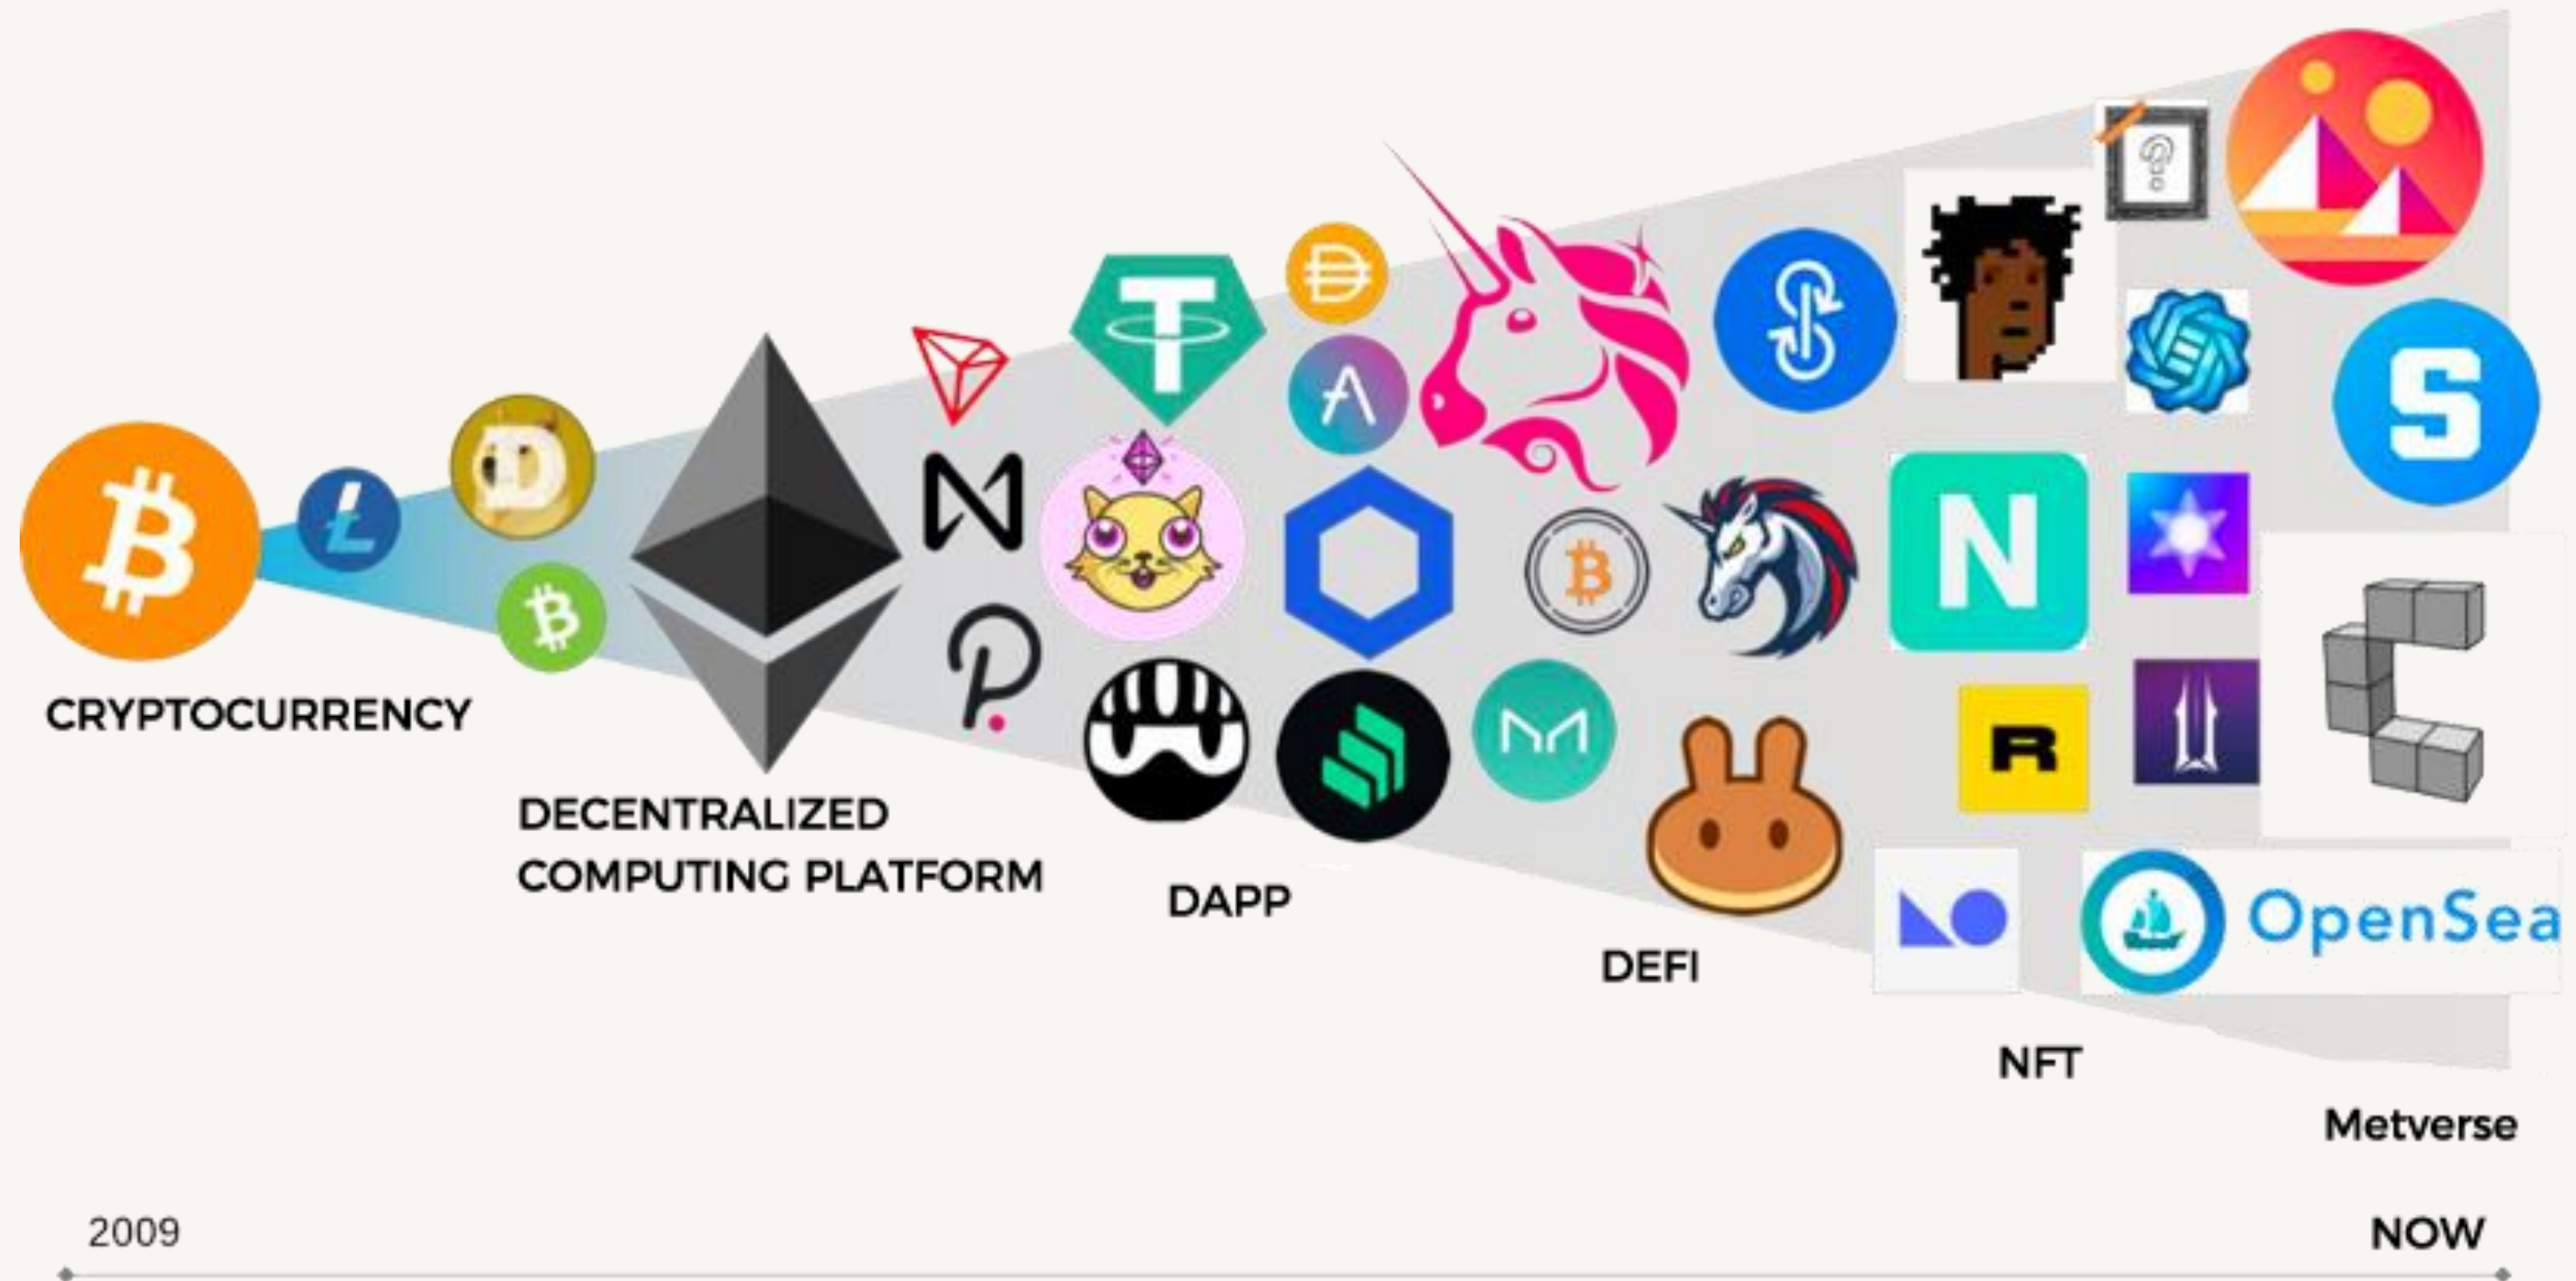 CRYPTOCURRENCY
DECENTRALIZED
COMPUTING PLATFORM
DAPP
DEFI
N
R
S
?
OpenSea
NFT
Metverse
2009
NOW